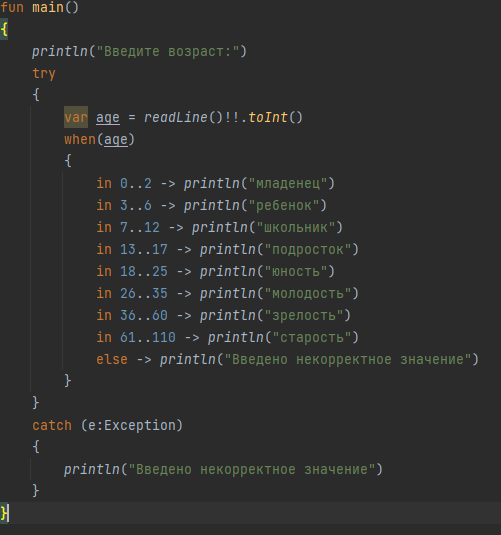 fun main()
{
    println("Введите возраст:")
    try
    {
        var age = readLine()!!.toInt()
        when(age)
        {
            in 0..2 -> println("младенец")
            in 3..6 -> println("ребенок")
            in 7..12 -> println("школьник")
            in 13..17 -> println("подросток")
            in 18..25 -> println("юность")
            in 26..35 -> println("молодость")
            in 36..60 -> println("зрелость")
            in 61..110 -> println("старость")
            else -> println("Введено некорректное значение")
        }
    }
    catch (e:Exception)
    {
        println("Введено некорректное значение")
    }
}